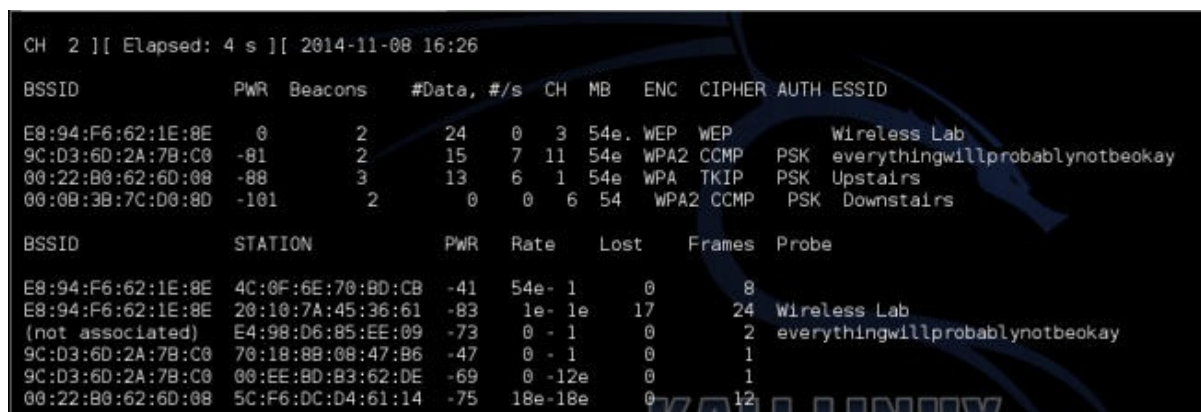 CH 2 ][ Elapsed: 4 s ][ 2014-11-08 16:26
BSSID PWR Beacons #Data, #/s CH MB ENC CIPHER AUTH ESSID
E8:94:F6:62:1E:8E 0 2 24 0 3 54e. WEP WEP Wireless Lab
9C:D3:6D:2A:7B:C0 -81 2 15 7 11 54e WPA2 CCMP PSK everythingwillprobablynotbeokay
00:22:B0:62:6D:08 -88 3 13 6 1 54e WPA TKIP PSK Upstairs
00:0B:3B:7C:D0:8D -101 2 0 0 6 54 WPA2 CCMP PSK Downstairs
BSSID STATION PWR Rate Lost Frames Probe
E8:94:F6:62:1E:8E 4C:0F:6E:70:BD:CB -41 54e- 1 0 8
E8:94:F6:62:1E:8E 20:10:7A:45:36:61 -83 1e- 1e 17 24 Wireless Lab
(not associated) E4:98:D6:85:EE:09 -73 0 - 1 0 2 everythingwillprobablynotbeokay
9C:D3:6D:2A:7B:C0 70:18:8B:08:47:B6 -47 0 - 1 0 1
9C:D3:6D:2A:7B:C0 00:EE:BD:B3:62:DE -69 0 -12e 0 1
00:22:B0:62:6D:08 5C:F6:DC:D4:61:14 -75 18e-18e 0 12